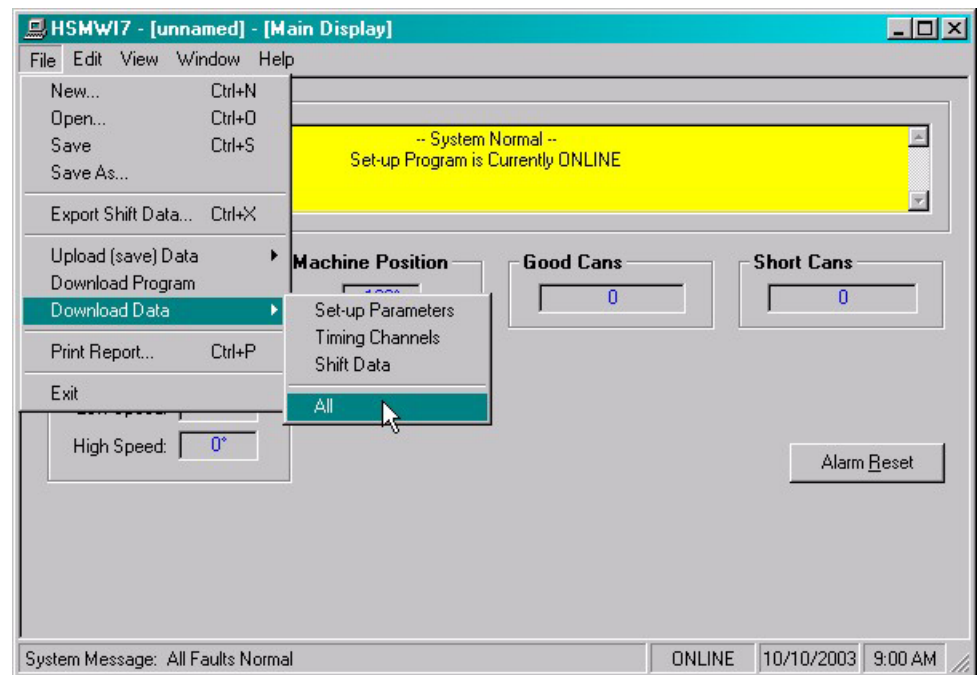 HSMWI7 - [unnamed] - [Main Display]
File Edit View Window Help
New... Ctrl+N
Open... Ctrl+O
Save Ctrl+S
Save As...
Export Shift Data... Ctrl+X
Upload (save) Data
Download Program
Download Data
Print Report... Ctrl+P
Exit
Set-up Parameters
Timing Channels
Shift Data
All
-- System Normal --
Set-up Program is Currently ONLINE
Machine Position
Good Cans
0
Short Cans
0
High Speed: 0°
Alarm Reset
System Message: All Faults Normal
ONLINE
10/10/2003
9:00 AM